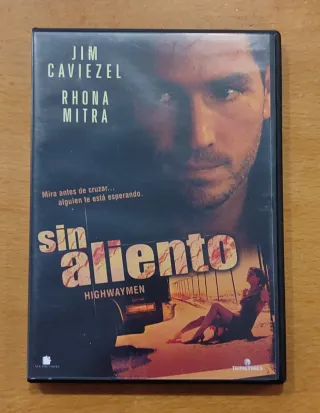 JIM
CAVIEZEL
RHONA
MITRA
Mira antes de cruzar...
alguien te está esperando.
sin
aliento
HIGHWAYMEN